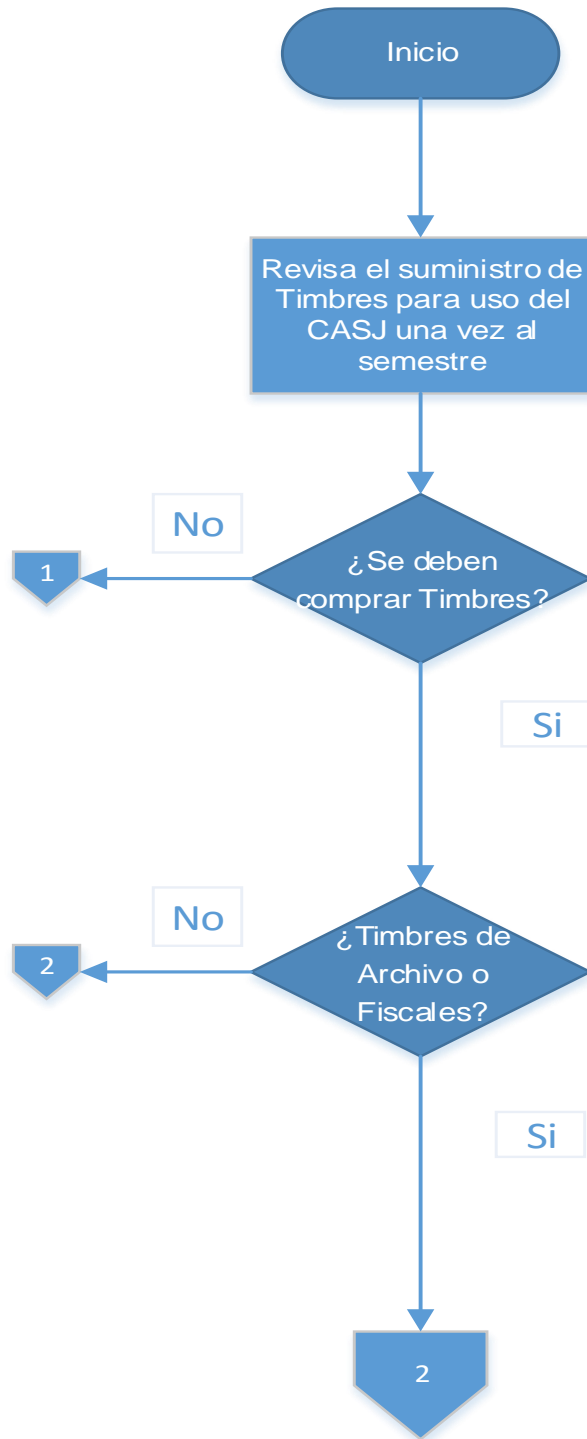 Inicio
Revisa el suministro de
Timbres para uso del
CASJ una vez al
semestre
No
1
¿Se deben
comprar Timbres?
Si
No
2
¿Timbres de
Archivo o
Fiscales?
Si
2